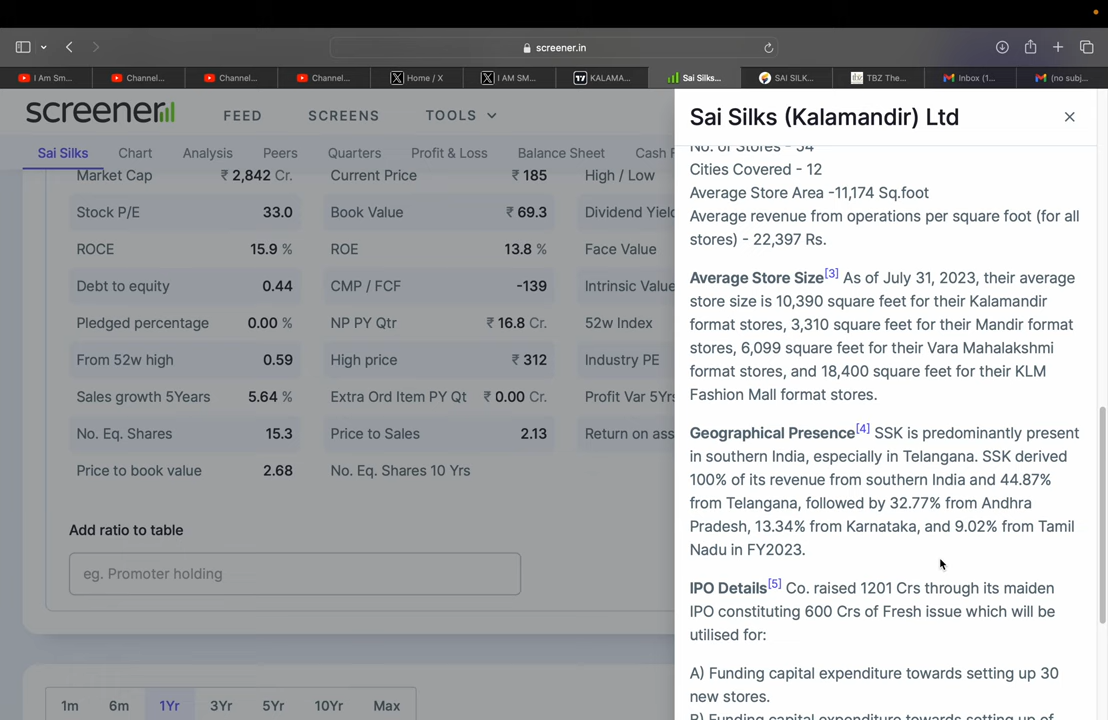 screener.in
I Am Sm...
Channel...
Channel...
Channel...
Home / X
I AM SM...
KALAMA...
Sai Silks...
SAI SILK...
TBZ The...
Inbox (1...
(no subj...
screener
FEED
SCREENS
TOOLS
Sai Silks
Chart
Analysis
Peers
Quarters
Profit & Loss
Balance Sheet
Cash F
Market Cap ₹ 2,842 Cr.
Current Price ₹ 185
High / Low
Stock P/E 33.0
Book Value ₹ 69.3
Dividend Yield
ROCE 15.9 %
ROE 13.8 %
Face Value
Debt to equity 0.44
CMP / FCF -139
Intrinsic Value
Pledged percentage 0.00 %
NP PY Qtr ₹ 16.8 Cr.
52w Index
From 52w high 0.59
High price ₹ 312
Industry PE
Sales growth 5Years 5.64 %
Extra Ord Item PY Qt ₹ 0.00 Cr.
Profit Var 5Yrs
No. Eq. Shares 15.3
Price to Sales 2.13
Return on ass
Price to book value 2.68
No. Eq. Shares 10 Yrs
Add ratio to table
eg. Promoter holding
1m 6m 1Yr 3Yr 5Yr 10Yr Max
Sai Silks (Kalamandir) Ltd
No. of Stores - 54
Cities Covered - 12
Average Store Area -11,174 Sq.foot
Average revenue from operations per square foot (for all
stores) - 22,397 Rs.
Average Store Size[3] As of July 31, 2023, their average
store size is 10,390 square feet for their Kalamandir
format stores, 3,310 square feet for their Mandir format
stores, 6,099 square feet for their Vara Mahalakshmi
format stores, and 18,400 square feet for their KLM
Fashion Mall format stores.
Geographical Presence[4] SSK is predominantly present
in southern India, especially in Telangana. SSK derived
100% of its revenue from southern India and 44.87%
from Telangana, followed by 32.77% from Andhra
Pradesh, 13.34% from Karnataka, and 9.02% from Tamil
Nadu in FY2023.
IPO Details[5] Co. raised 1201 Crs through its maiden
IPO constituting 600 Crs of Fresh issue which will be
utilised for:
A) Funding capital expenditure towards setting up 30
new stores.
B) Funding capital expenditure towards setting up of